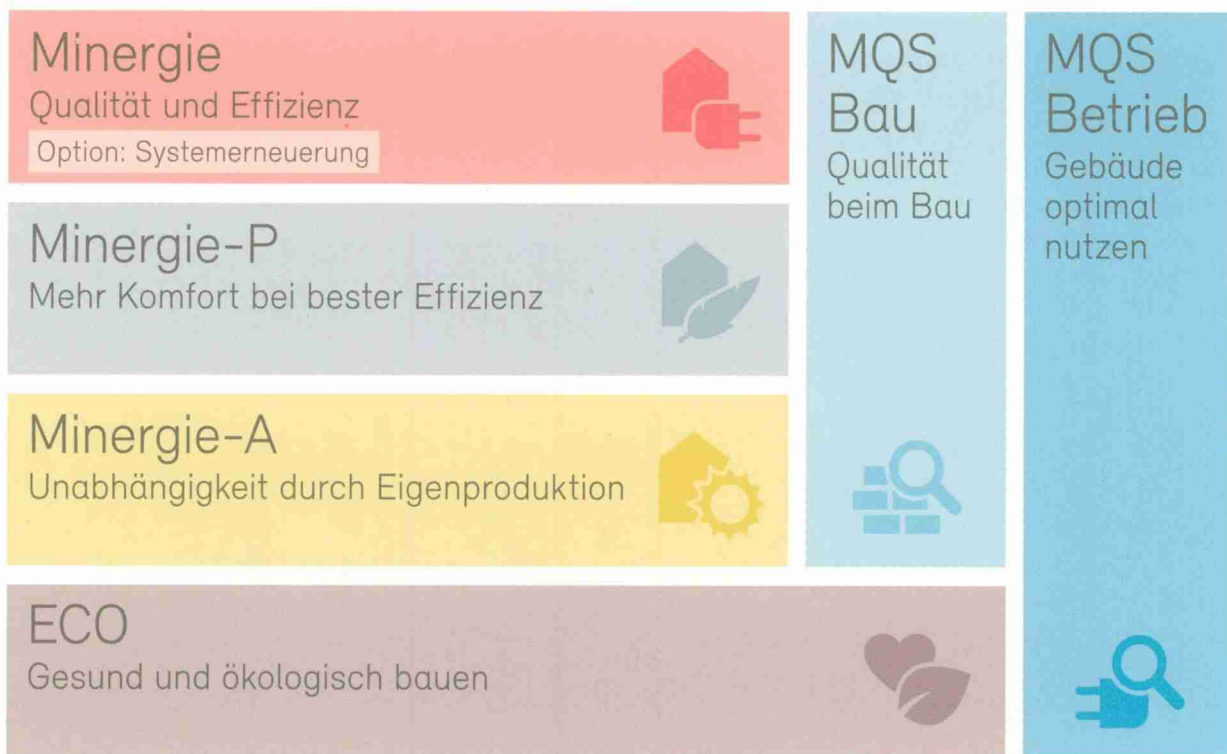 Minergie
Qualität und Effizienz
Option: Systemerneuerung
Minergie-P
Mehr Komfort bei bester Effizienz
Minergie-A
Unabhängigkeit durch Eigenproduktion
ECO
Gesund und ökologisch bauen
MQS
Bau
Qualität
beim Bau
MQS
Betrieb
Gebäude
optimal
nutzen